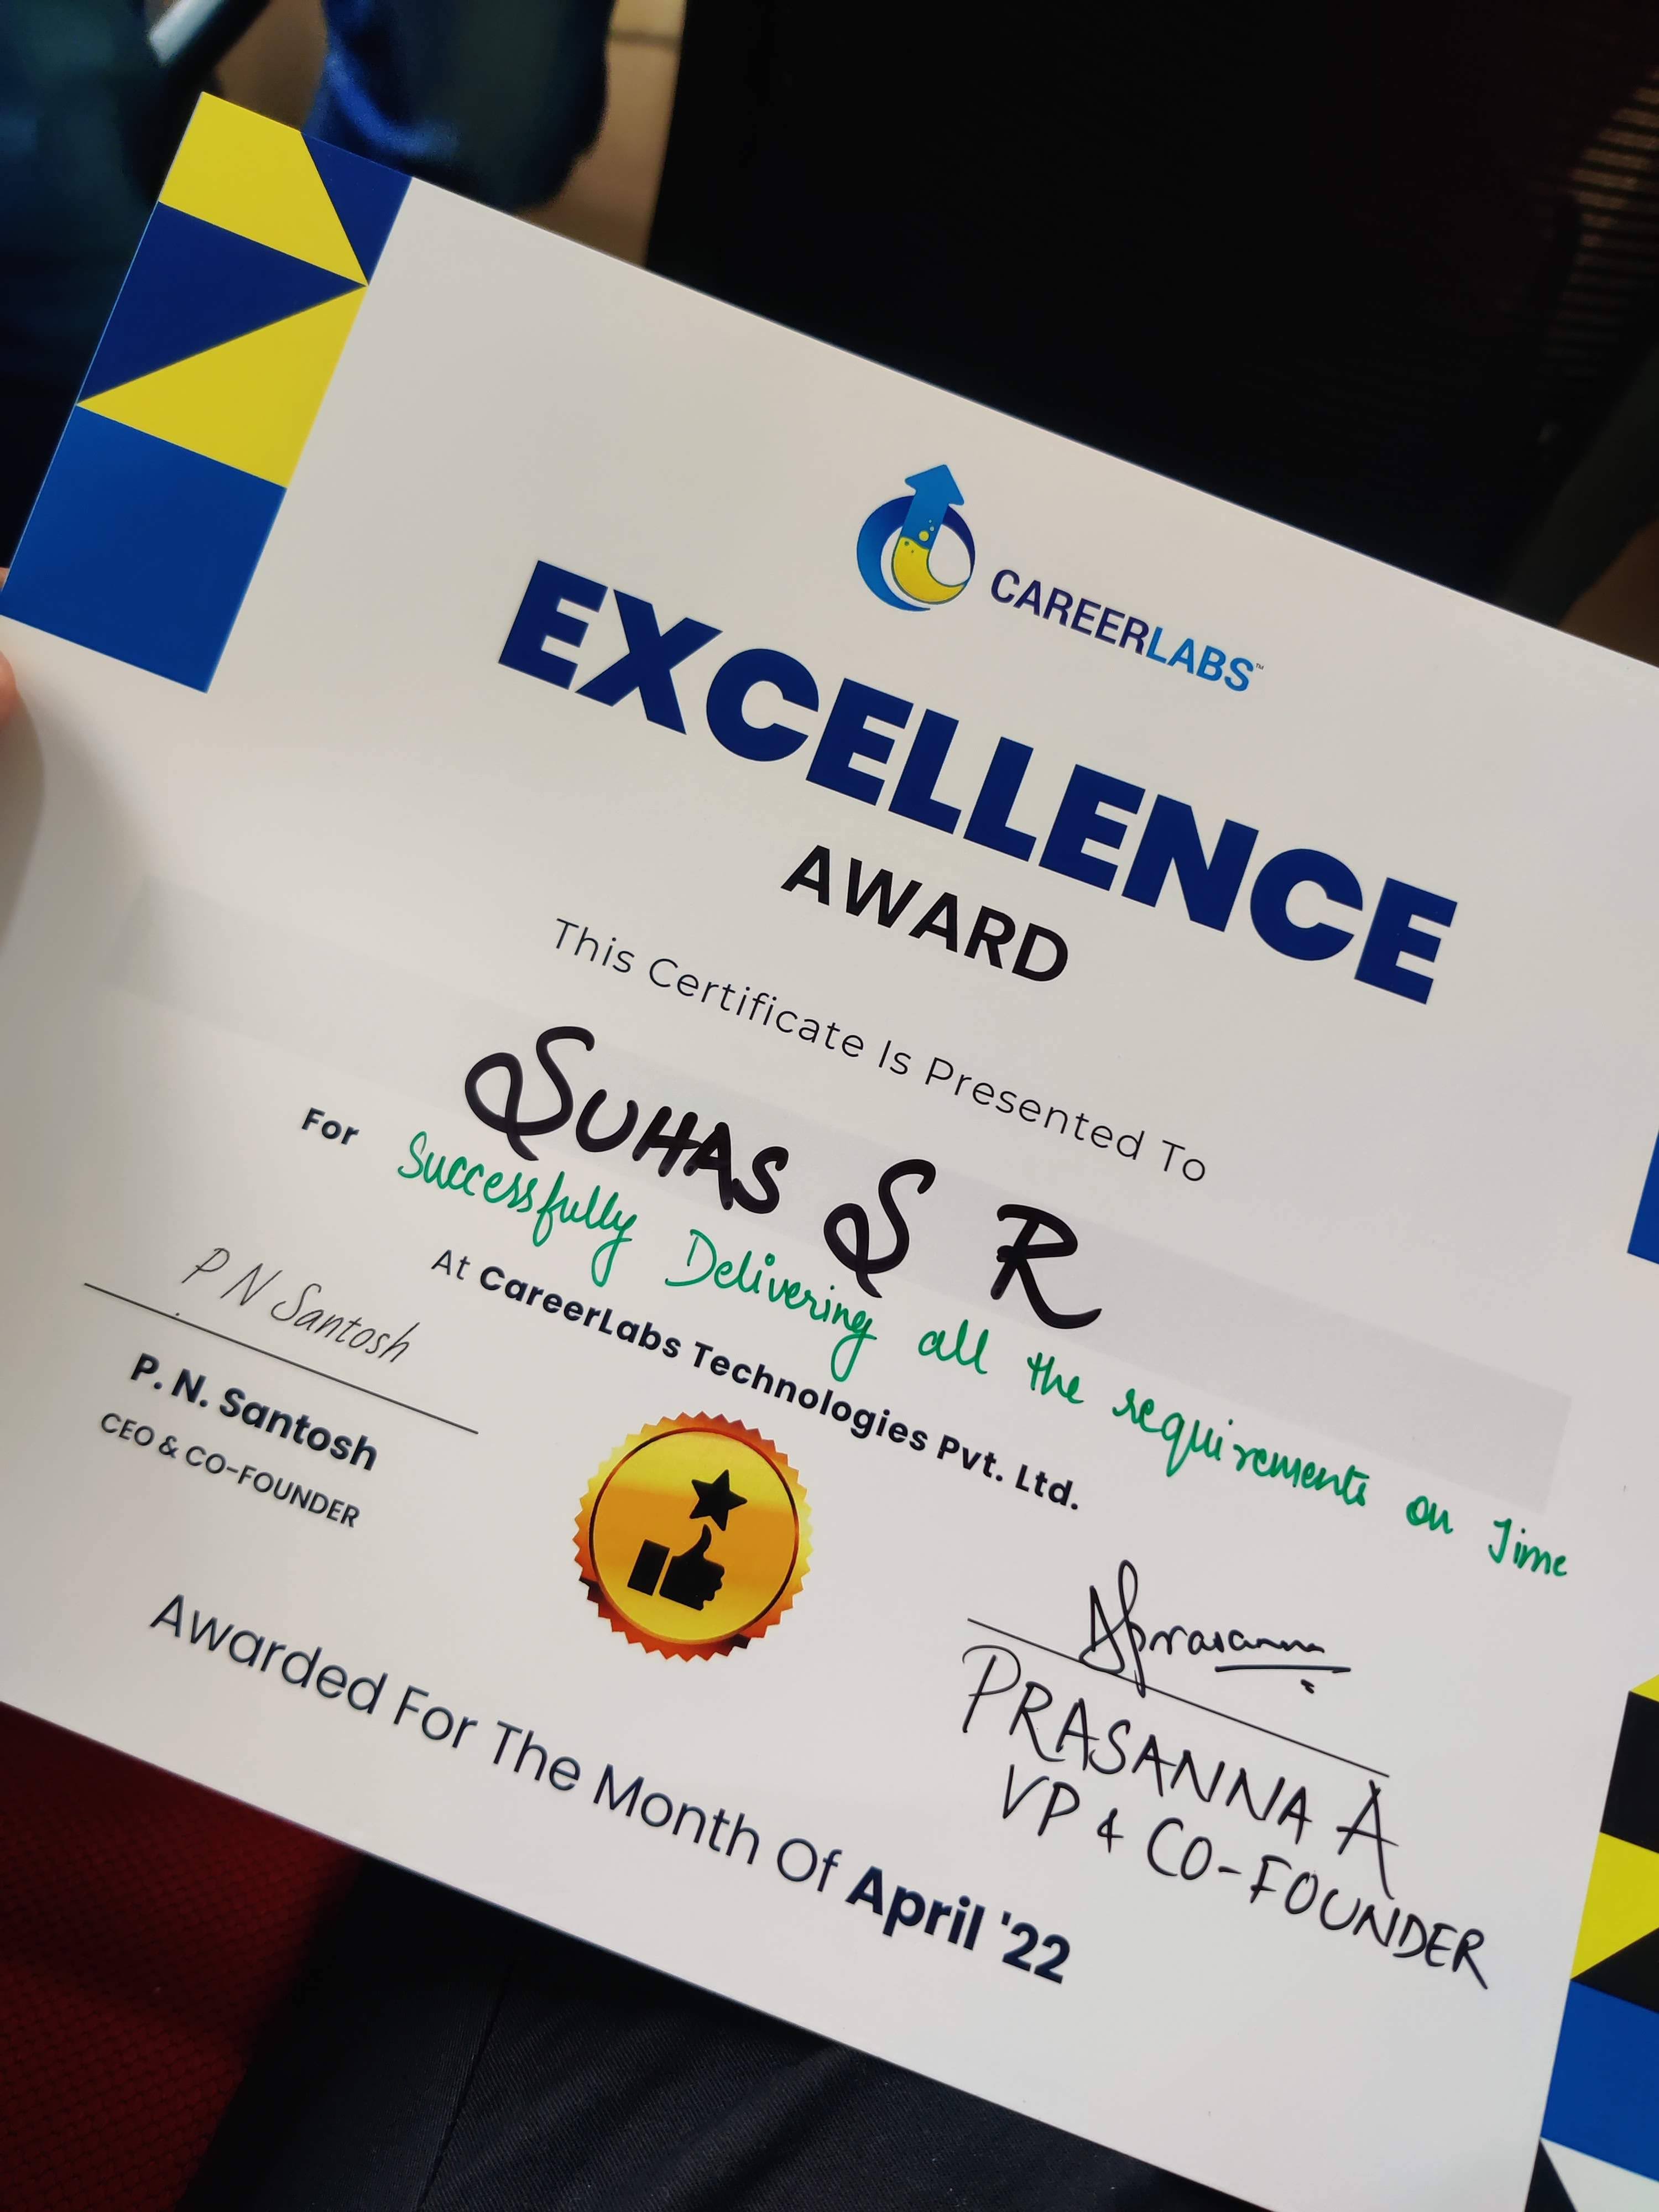 CAREERLABS™
EXCELLENCE
AWARD
This Certificate Is Presented To
SUHAS S R
For Successfully Delivering all the requirements on Time
At CareerLabs Technologies Pvt. Ltd.
P N Santosh
P. N. Santosh
CEO & CO-FOUNDER
Aprasanna
PRASANNA A
VP & CO-FOUNDER
Awarded For The Month Of April '22